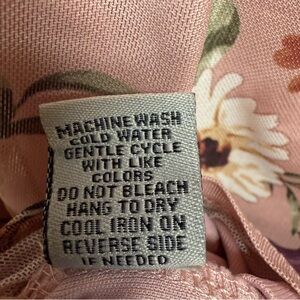 MACHINE WASH
COLD WATER
GENTLE CYCLE
WITH LIKE
COLORS
DO NOT BLEACH
HANG TO DRY
COOL IRON ON
REVERSE SIDE
IF NEEDED